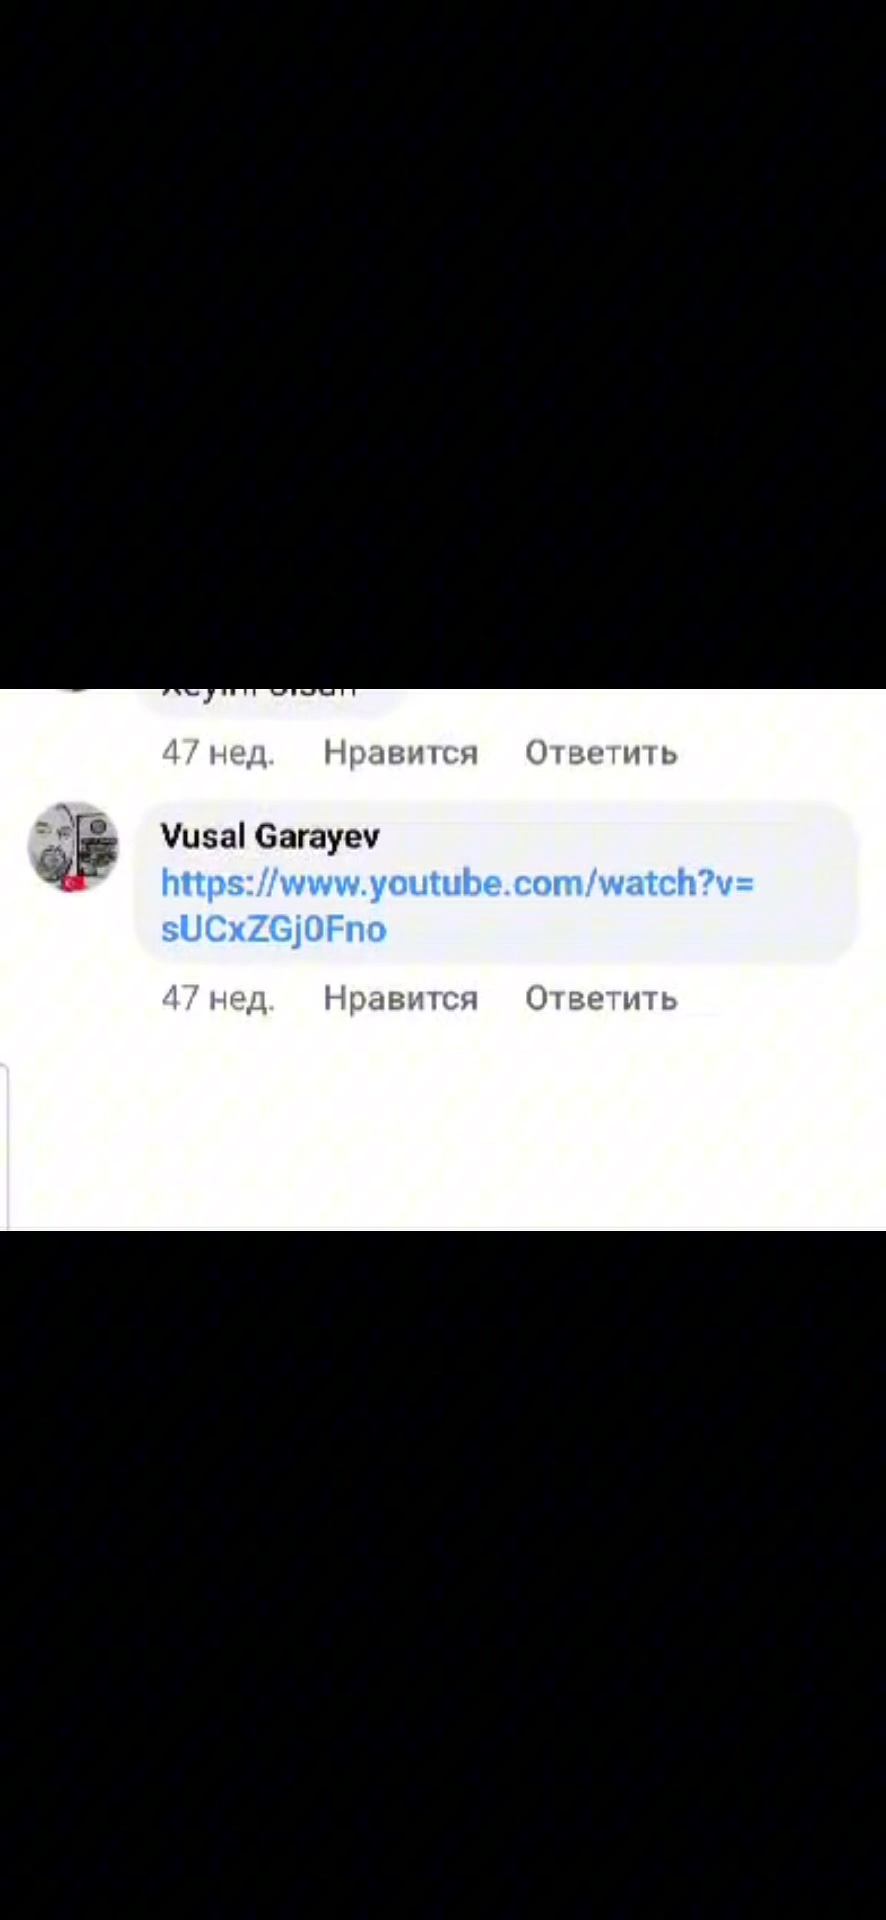 47 нед. Нравится Ответить
Vusal Garayev
https://www.youtube.com/watch?v=
sUCxZGj0Fno
47 нед. Нравится Ответить